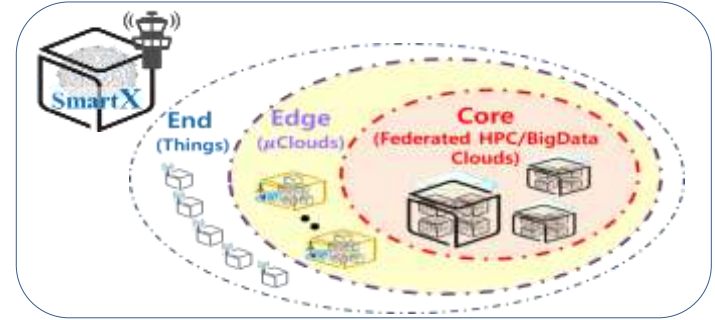 SmartX
End
(Things)
Edge
(μClouds)
Core
(Federated HPC/BigData
Clouds)